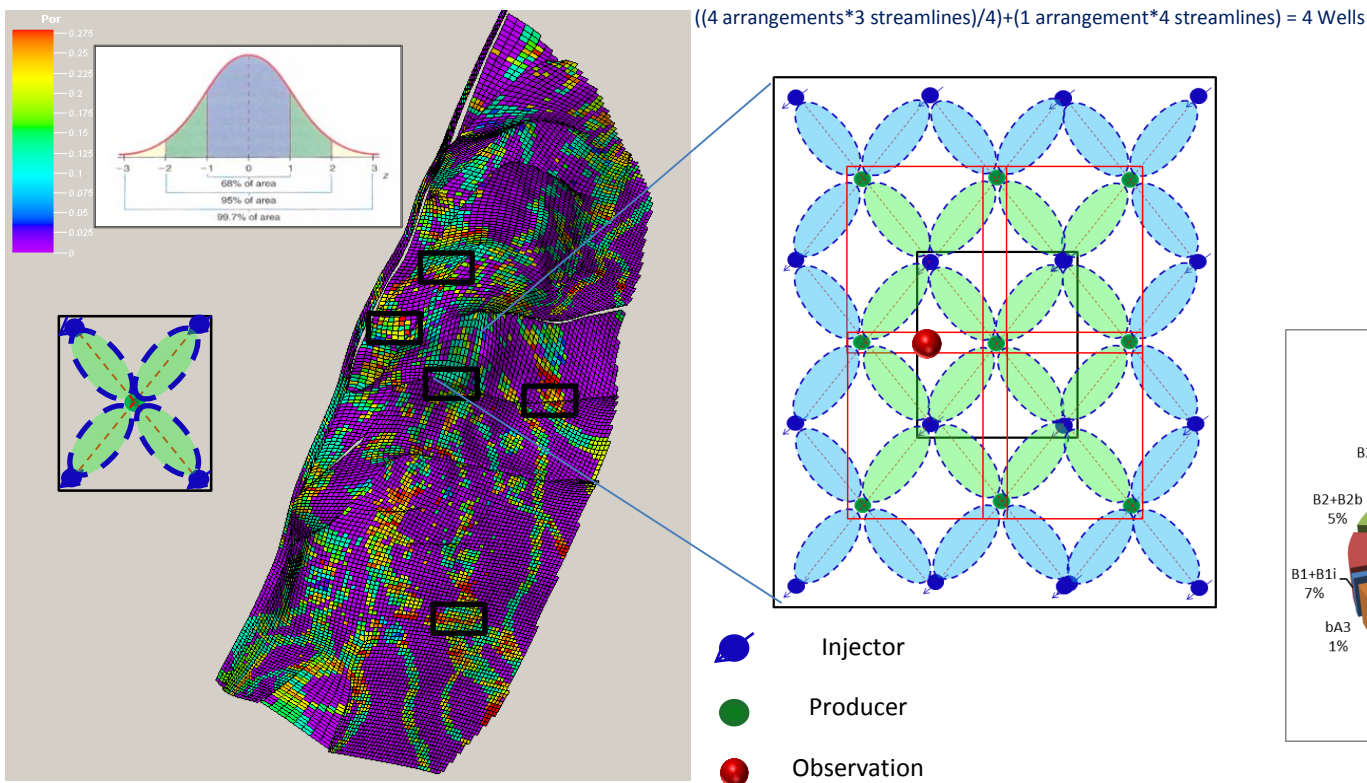 ((4 arrangements*3 streamlines)/4)+(1 arrangement*4 streamlines) = 4 Wells
Por
0.275
0.25
0.225
0.2
0.175
0.15
0.125
0.1
0.075
0.05
0.025
0
−3 −2 −1 0 1 2 3 z
68% of area
95% of area
99.7% of area
B2+B2b
5%
B1+B1i
7%
bA3
1%
Injector
Producer
Observation